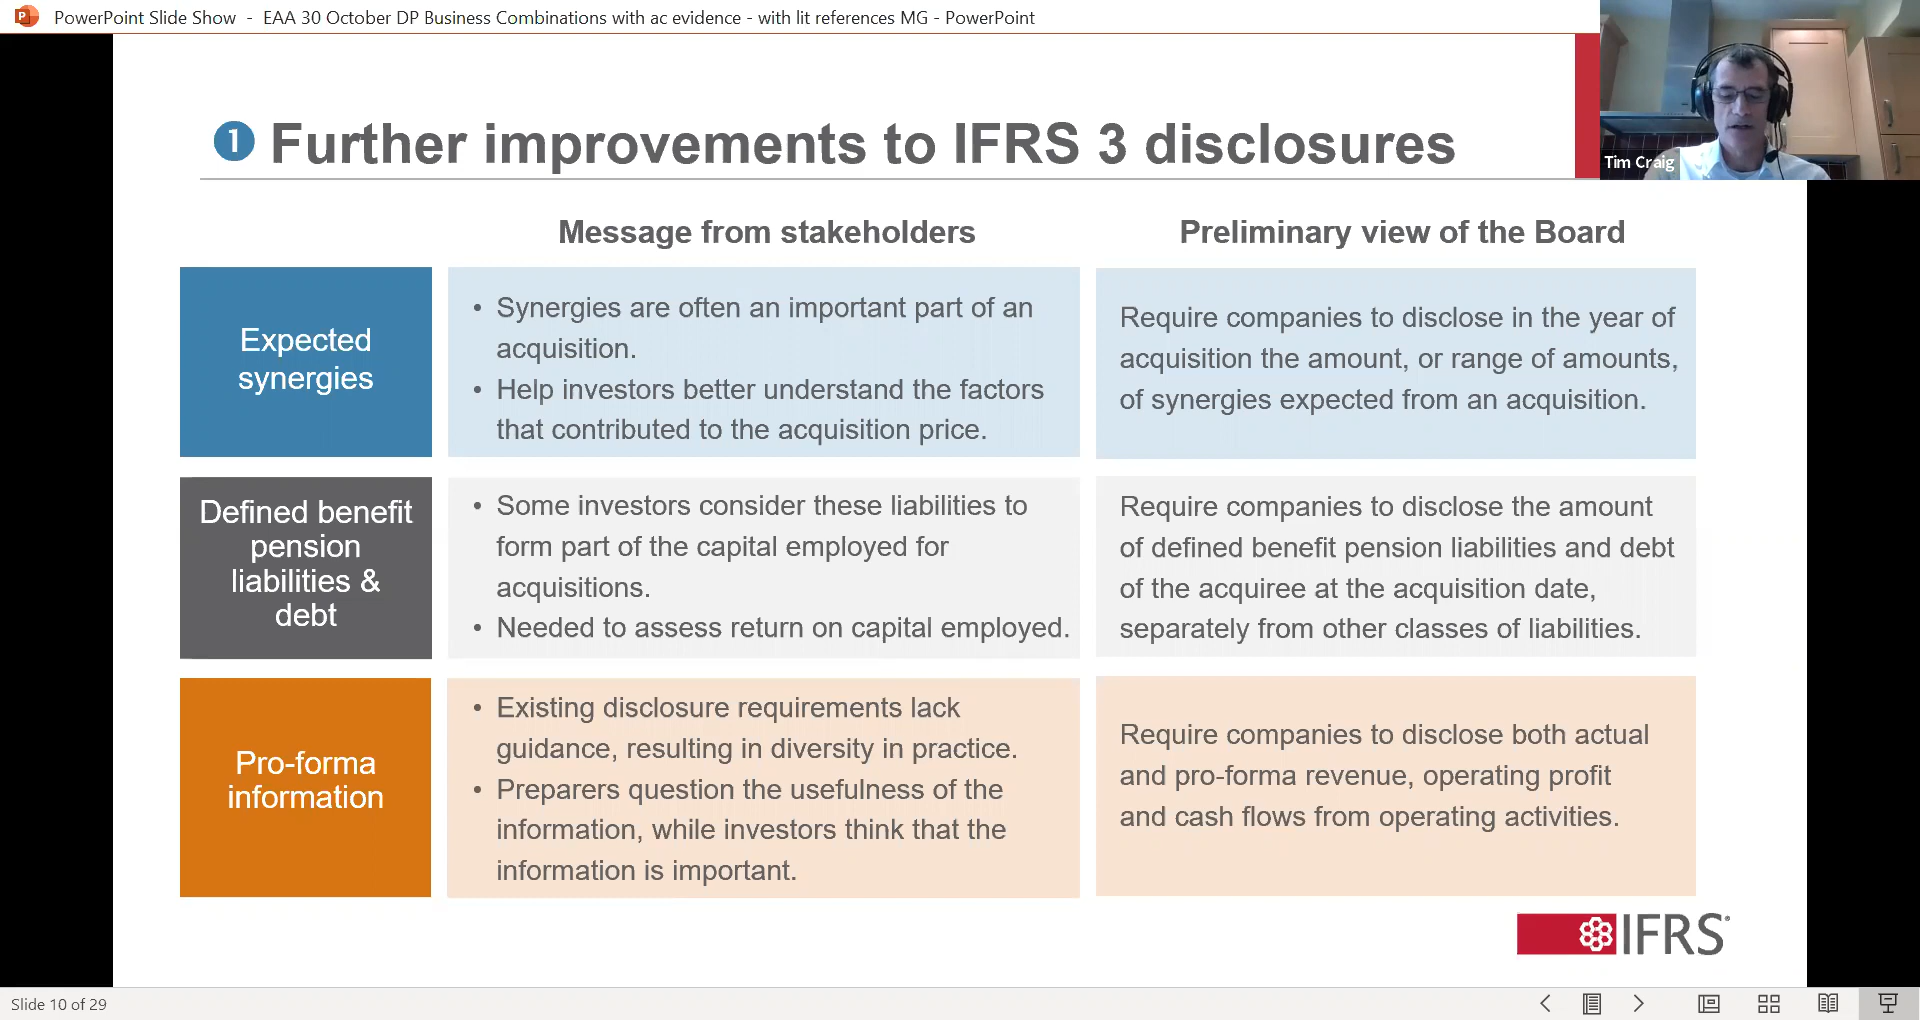 PowerPoint Slide Show - EAA 30 October DP Business Combinations with ac evidence - with lit references MG - PowerPoint
Tim Craig
1 Further improvements to IFRS 3 disclosures
Message from stakeholders
Preliminary view of the Board
Expected
synergies
• Synergies are often an important part of an
acquisition.
• Help investors better understand the factors
that contributed to the acquisition price.
Require companies to disclose in the year of
acquisition the amount, or range of amounts,
of synergies expected from an acquisition.
Defined benefit
pension
liabilities &
debt
• Some investors consider these liabilities to
form part of the capital employed for
acquisitions.
• Needed to assess return on capital employed.
Require companies to disclose the amount
of defined benefit pension liabilities and debt
of the acquiree at the acquisition date,
separately from other classes of liabilities.
Pro-forma
information
• Existing disclosure requirements lack
guidance, resulting in diversity in practice.
• Preparers question the usefulness of the
information, while investors think that the
information is important.
Require companies to disclose both actual
and pro-forma revenue, operating profit
and cash flows from operating activities.
IFRS®
Slide 10 of 29